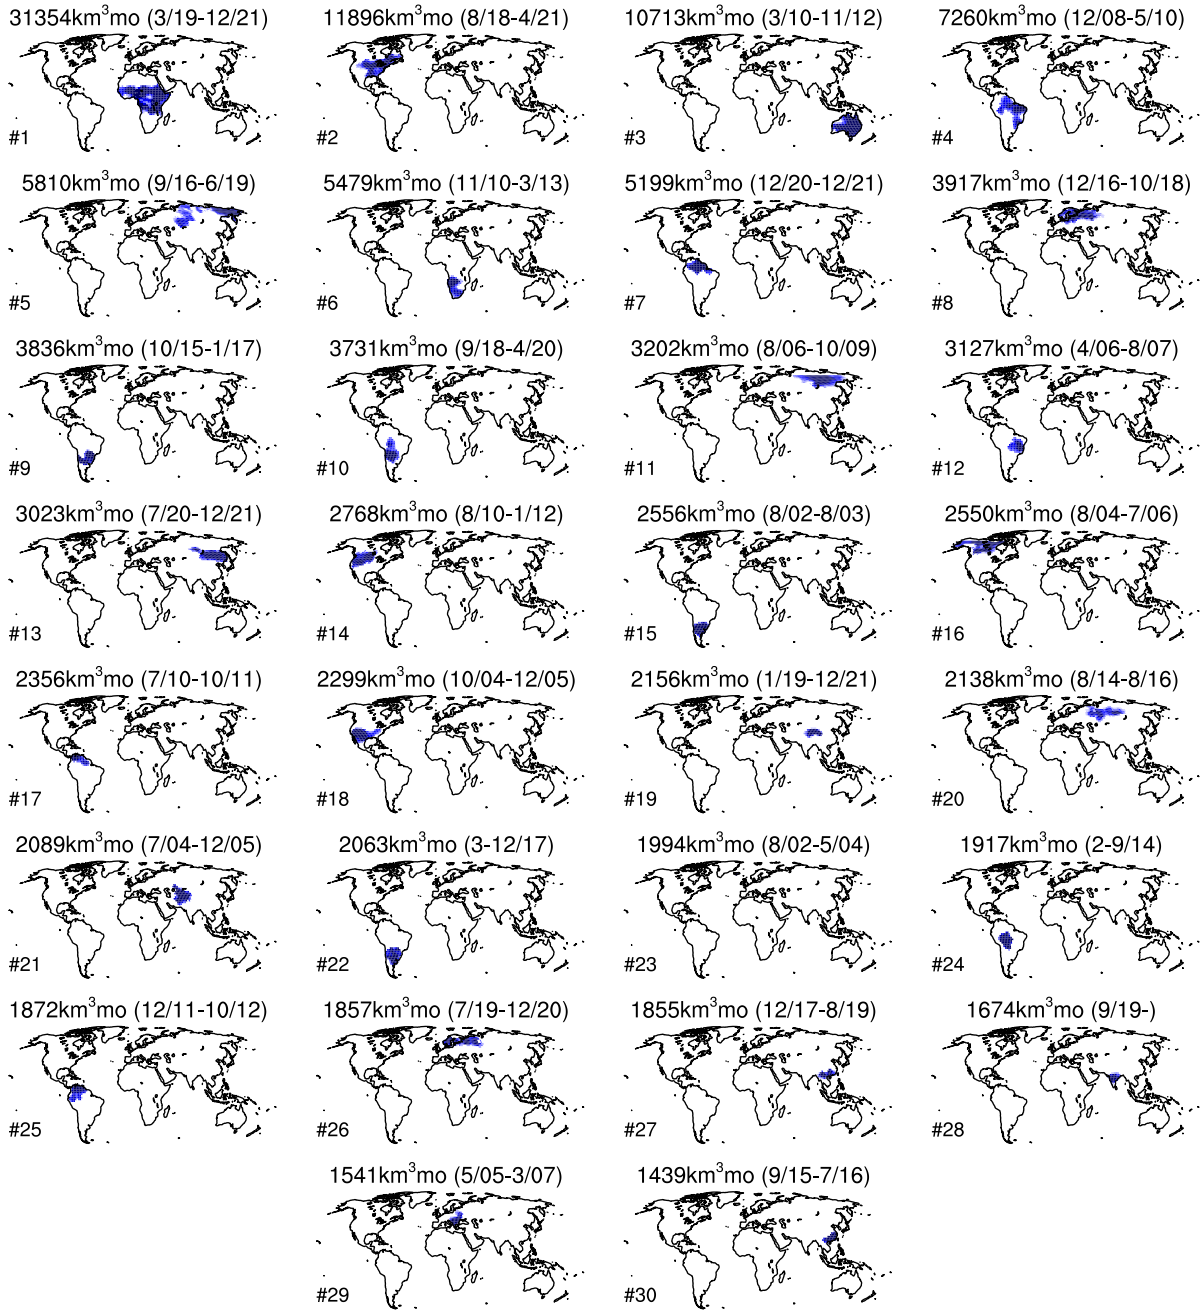 31354km³mo (3/19-12/21)
11896km³mo (8/18-4/21)
10713km³mo (3/10-11/12)
7260km³mo (12/08-5/10)
#1
#2
#3
#4
5810km³mo (9/16-6/19)
5479km³mo (11/10-3/13)
5199km³mo (12/20-12/21)
3917km³mo (12/16-10/18)
#5
#6
#7
#8
3836km³mo (10/15-1/17)
3731km³mo (9/18-4/20)
3202km³mo (8/06-10/09)
3127km³mo (4/06-8/07)
#9
#10
#11
#12
3023km³mo (7/20-12/21)
2768km³mo (8/10-1/12)
2556km³mo (8/02-8/03)
2550km³mo (8/04-7/06)
#13
#14
#15
#16
2356km³mo (7/10-10/11)
2299km³mo (10/04-12/05)
2156km³mo (1/19-12/21)
2138km³mo (8/14-8/16)
#17
#18
#19
#20
2089km³mo (7/04-12/05)
2063km³mo (3-12/17)
1994km³mo (8/02-5/04)
1917km³mo (2-9/14)
#21
#22
#23
#24
1872km³mo (12/11-10/12)
1857km³mo (7/19-12/20)
1855km³mo (12/17-8/19)
1674km³mo (9/19-)
#25
#26
#27
#28
1541km³mo (5/05-3/07)
1439km³mo (9/15-7/16)
#29
#30